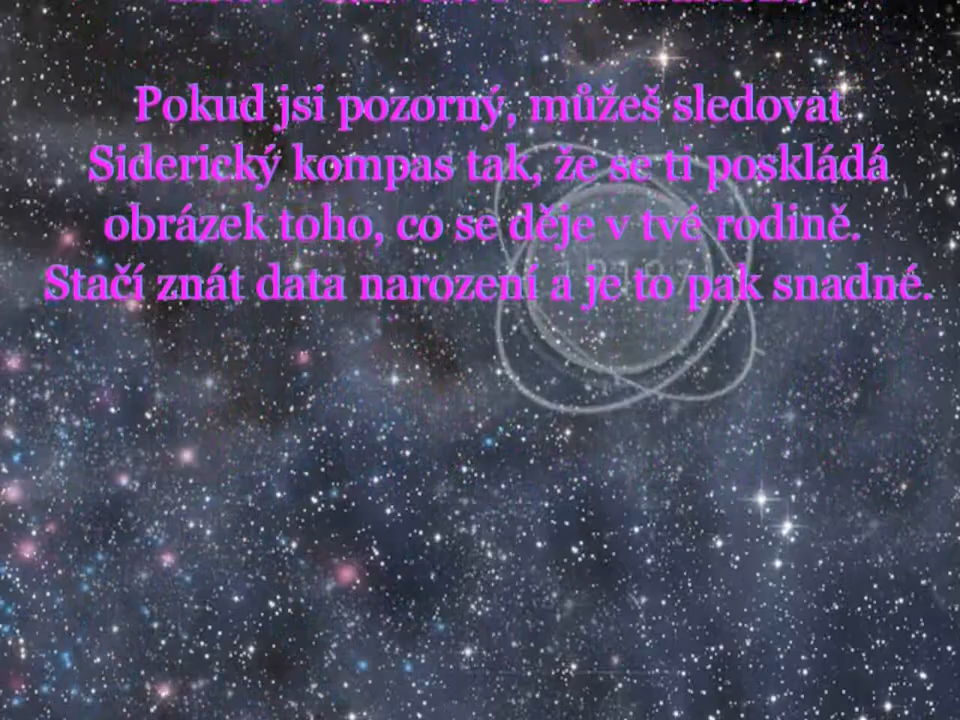 Pokud jsi pozorný, můžeš sledovat
Siderický kompas tak, že se ti poskládá
obrázek toho, co se děje v tvé rodině.
Stačí znát data narození a je to pak snadné.